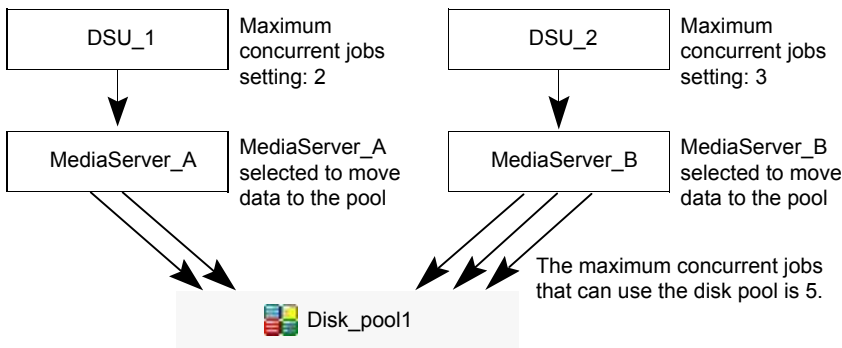 DSU_1
Maximum
concurrent jobs
setting: 2
DSU_2
Maximum
concurrent jobs
setting: 3
MediaServer_A
MediaServer_A
selected to move
data to the pool
MediaServer_B
MediaServer_B
selected to move
data to the pool
The maximum concurrent jobs
that can use the disk pool is 5.
Disk_pool1